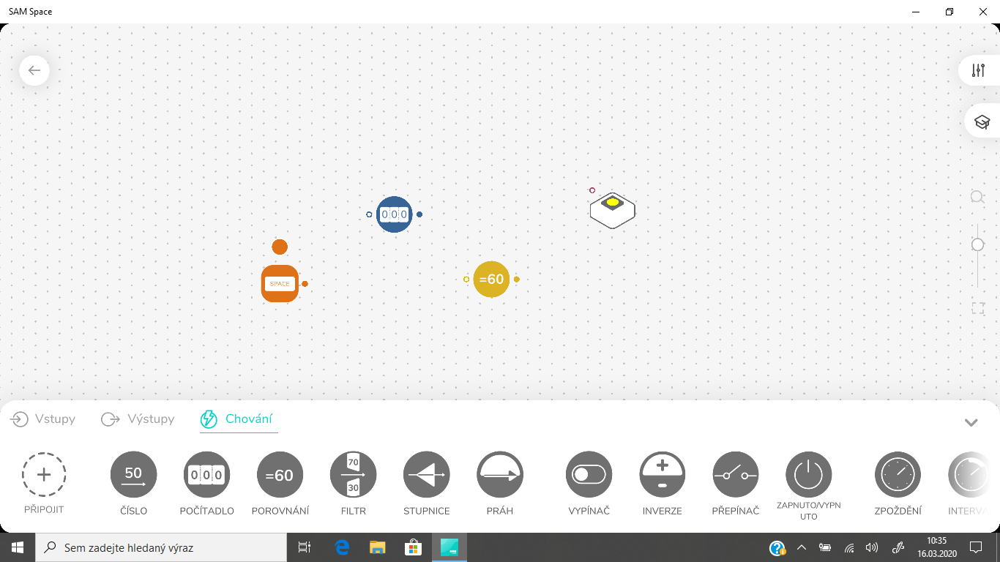 SAM Space
000
SPACE
=60
Vstupy
Výstupy
Chování
50
000
=60
70
30
PŘIPOJIT
ČÍSLO
POČÍTADLO
POROVNÁNÍ
FILTR
STUPNICE
PRÁH
VYPÍNAČ
INVERZE
PŘEPÍNAČ
ZAPNUTO/VYPN
UTO
ZPOŽDĚNÍ
INTERVA
Sem zadejte hledaný výraz
10:35
16.03.2020